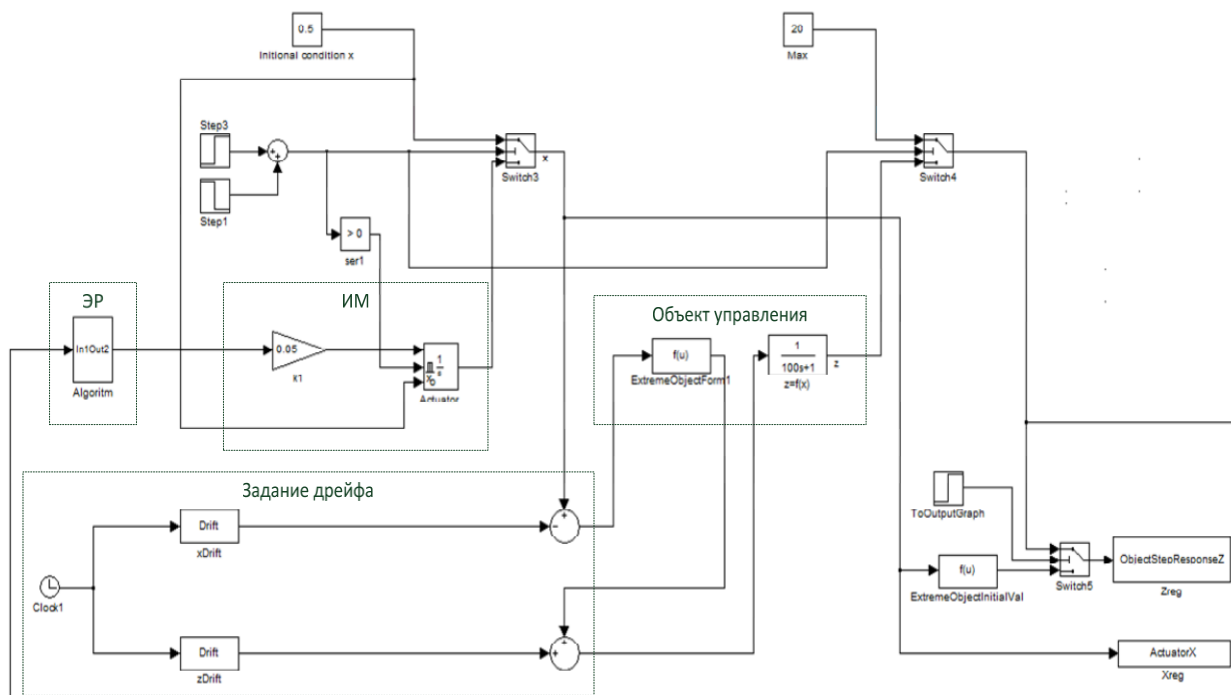 0.5
Initional condition x
20
Max
Step3
Step1
> 0
ser1
x
Switch3
Switch4
ЭР
In1Out2
Algoritm
ИМ
0.05
K1
1
s
x0
Actuator
Объект управления
f(u)
ExtremeObjectForm1
1
100s+1
z=f(x)
z
Задание дрейфа
Drift
xDrift
Clock1
Drift
zDrift
ToOutputGraph
f(u)
ExtremeObjectInitialVal
Switch5
ObjectStepResponseZ
Zreg
ActuatorX
Xreg